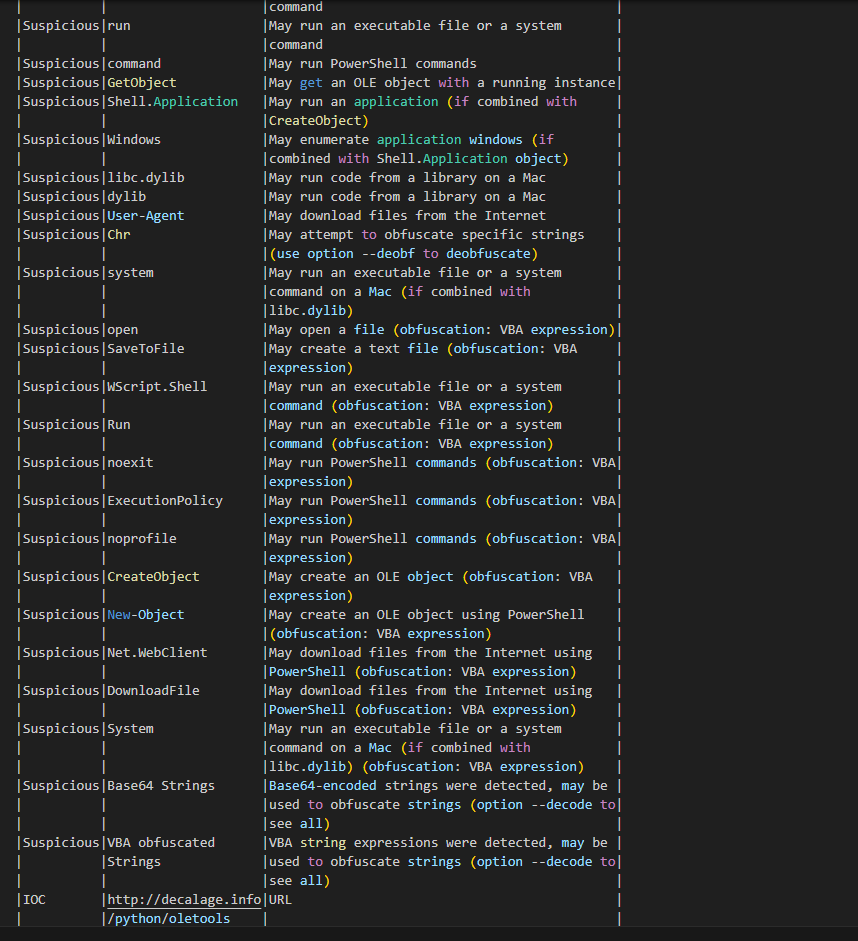 |          |                    |command                                      |
|Suspicious|run                 |May run an executable file or a system       |
|          |                    |command                                      |
|Suspicious|command             |May run PowerShell commands                  |
|Suspicious|GetObject           |May get an OLE object with a running instance|
|Suspicious|Shell.Application   |May run an application (if combined with     |
|          |                    |CreateObject)                                |
|Suspicious|Windows             |May enumerate application windows (if        |
|          |                    |combined with Shell.Application object)      |
|Suspicious|libc.dylib          |May run code from a library on a Mac         |
|Suspicious|dylib               |May run code from a library on a Mac         |
|Suspicious|User-Agent          |May download files from the Internet         |
|Suspicious|Chr                 |May attempt to obfuscate specific strings    |
|          |                    |(use option --deobf to deobfuscate)          |
|Suspicious|system              |May run an executable file or a system       |
|          |                    |command on a Mac (if combined with           |
|          |                    |libc.dylib)                                  |
|Suspicious|open                |May open a file (obfuscation: VBA expression)|
|Suspicious|SaveToFile          |May create a text file (obfuscation: VBA     |
|          |                    |expression)                                  |
|Suspicious|WScript.Shell       |May run an executable file or a system       |
|          |                    |command (obfuscation: VBA expression)        |
|Suspicious|Run                 |May run an executable file or a system       |
|          |                    |command (obfuscation: VBA expression)        |
|Suspicious|noexit              |May run PowerShell commands (obfuscation: VBA|
|          |                    |expression)                                  |
|Suspicious|ExecutionPolicy     |May run PowerShell commands (obfuscation: VBA|
|          |                    |expression)                                  |
|Suspicious|noprofile           |May run PowerShell commands (obfuscation: VBA|
|          |                    |expression)                                  |
|Suspicious|CreateObject        |May create an OLE object (obfuscation: VBA   |
|          |                    |expression)                                  |
|Suspicious|New-Object          |May create an OLE object using PowerShell    |
|          |                    |(obfuscation: VBA expression)                |
|Suspicious|Net.WebClient       |May download files from the Internet using   |
|          |                    |PowerShell (obfuscation: VBA expression)     |
|Suspicious|DownloadFile        |May download files from the Internet using   |
|          |                    |PowerShell (obfuscation: VBA expression)     |
|Suspicious|System              |May run an executable file or a system       |
|          |                    |command on a Mac (if combined with           |
|          |                    |libc.dylib) (obfuscation: VBA expression)    |
|Suspicious|Base64 Strings      |Base64-encoded strings were detected, may be |
|          |                    |used to obfuscate strings (option --decode to|
|          |                    |see all)                                     |
|Suspicious|VBA obfuscated      |VBA string expressions were detected, may be |
|          |Strings             |used to obfuscate strings (option --decode to|
|          |                    |see all)                                     |
|IOC       |http://decalage.info|URL                                          |
|          |/python/oletools    |                                             |